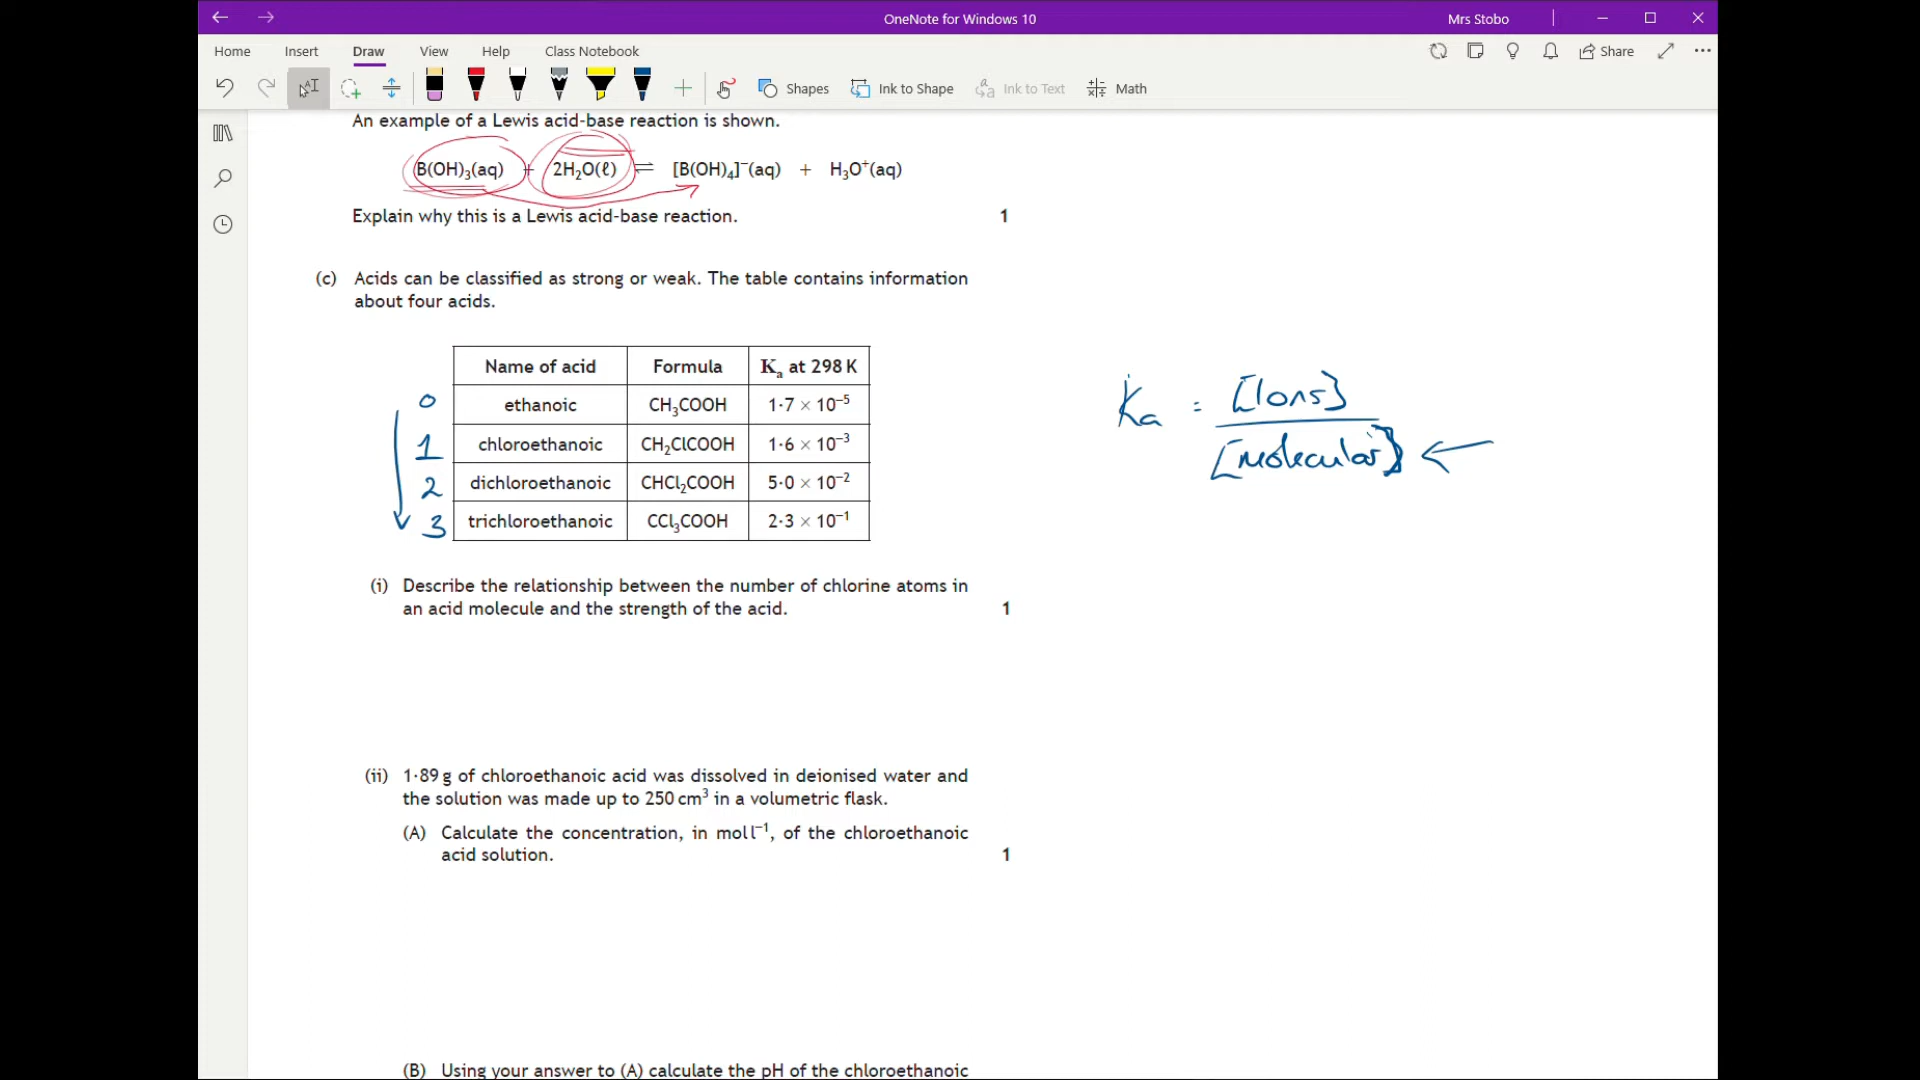 OneNote for Windows 10
Mrs Stobo
Home Insert Draw View Help Class Notebook
Share
Shapes Ink to Shape Ink to Text Math
An example of a Lewis acid-base reaction is shown.
B(OH)₃(aq) + 2H₂O(ℓ) ⇌ [B(OH)₄]⁻(aq) + H₃O⁺(aq)
Explain why this is a Lewis acid-base reaction. 1
(c) Acids can be classified as strong or weak. The table contains information
about four acids.
Name of acid Formula Kₐ at 298 K
0 ethanoic CH₃COOH 1·7 × 10⁻⁵
1 chloroethanoic CH₂ClCOOH 1·6 × 10⁻³
2 dichloroethanoic CHCl₂COOH 5·0 × 10⁻²
3 trichloroethanoic CCl₃COOH 2·3 × 10⁻¹
Ka = [Ions]
[molecular]
(i) Describe the relationship between the number of chlorine atoms in
an acid molecule and the strength of the acid. 1
(ii) 1·89 g of chloroethanoic acid was dissolved in deionised water and
the solution was made up to 250 cm³ in a volumetric flask.
(A) Calculate the concentration, in mol l⁻¹, of the chloroethanoic
acid solution. 1
(B) Using your answer to (A) calculate the pH of the chloroethanoic